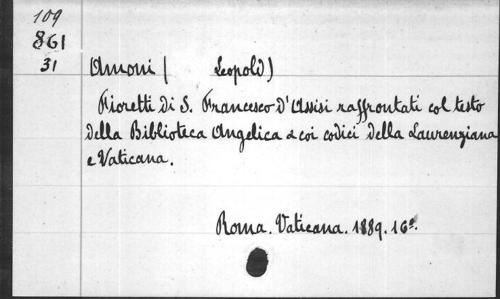 109
861
31
Amoni ( Leopold)
Fioretti di S. Francesco d'Assisi raffrontati col testo
della Biblioteca Angelica e coi codici della Laurenziana
e Vaticana.
Roma. Vaticana. 1889. 16º.